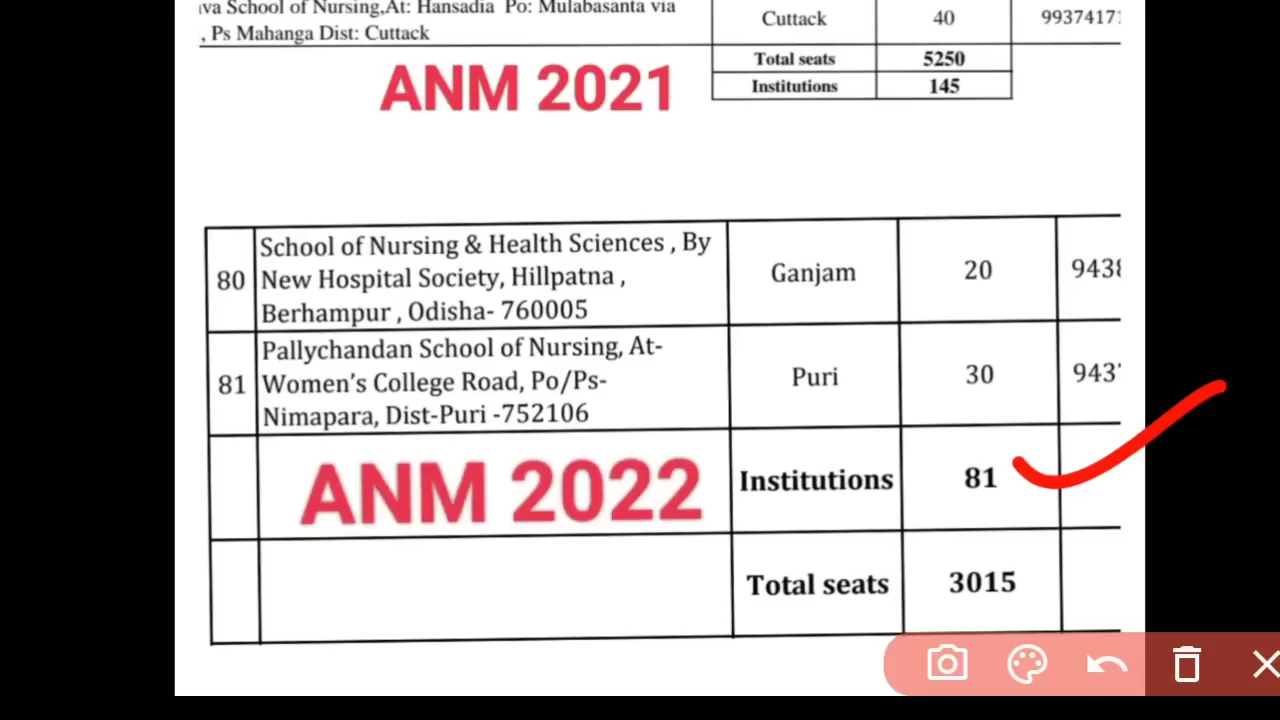 School of Nursing,At: Hansadia Po: Mulabasanta via
, Ps Mahanga Dist: Cuttack
Cuttack 40
Total seats 5250
Institutions 145
ANM 2021
80 School of Nursing & Health Sciences , By
New Hospital Society, Hillpatna ,
Berhampur , Odisha- 760005
Ganjam 20
81 Pallychandan School of Nursing, At-
Women's College Road, Po/Ps-
Nimapara, Dist-Puri -752106
Puri 30
ANM 2022
Institutions 81
Total seats 3015